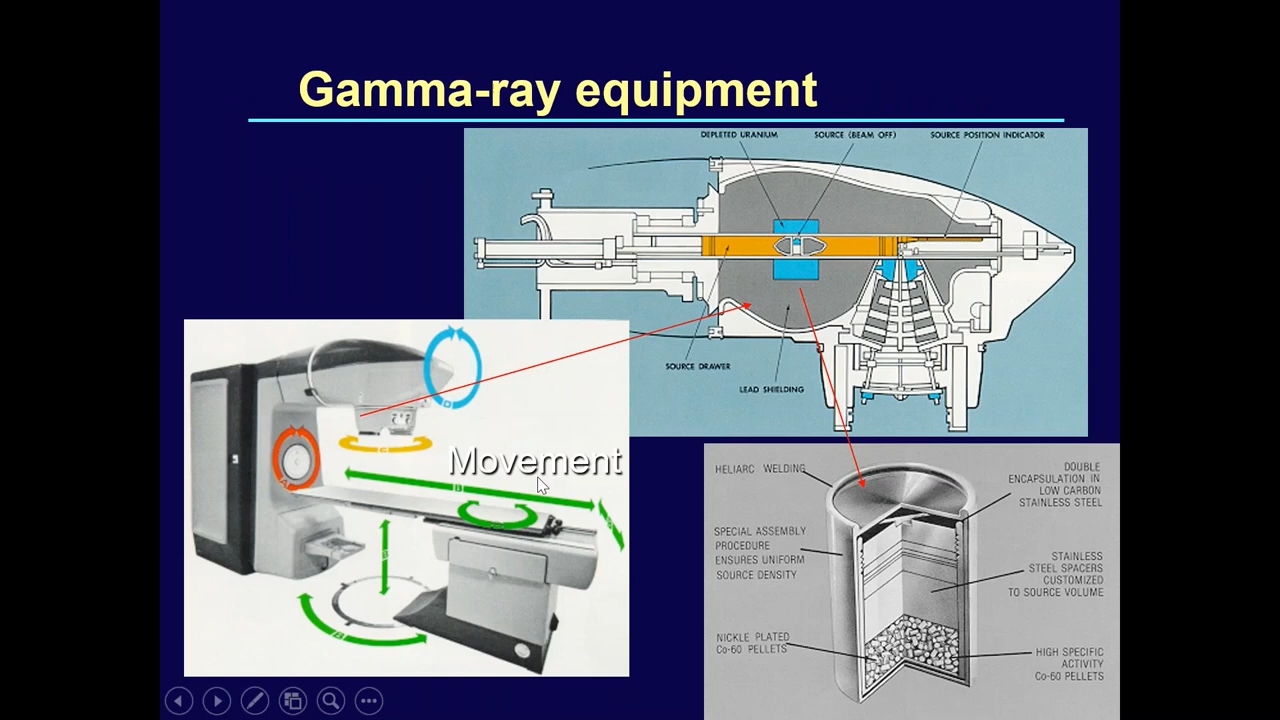 Gamma-ray equipment
DEPLETED URANIUM
SOURCE (BEAM OFF)
SOURCE POSITION INDICATOR
SOURCE DRAWER
LEAD SHIELDING
Movement
A
B
C
D
HELIARC WELDING
DOUBLE
ENCAPSULATION IN
LOW CARBON
STAINLESS STEEL
SPECIAL ASSEMBLY
PROCEDURE
ENSURES UNIFORM
SOURCE DENSITY
STAINLESS
STEEL SPACERS
CUSTOMIZED
TO SOURCE VOLUME
NICKLE PLATED
Co-60 PELLETS
HIGH SPECIFIC
ACTIVITY
Co-60 PELLETS